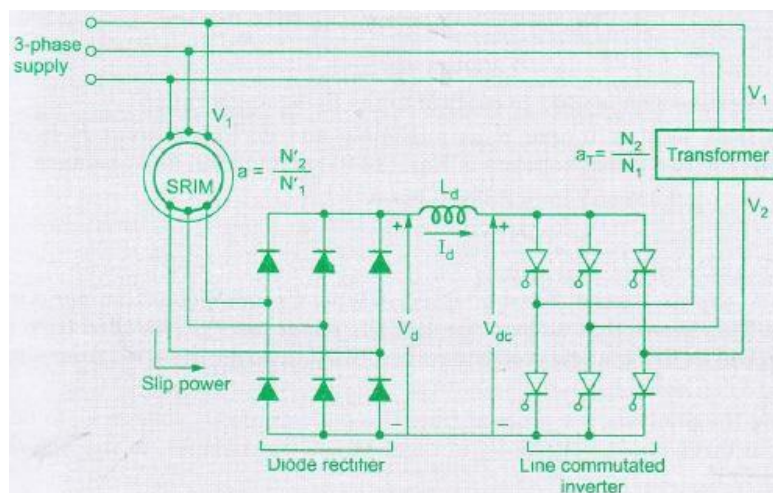 3-phase
supply
V1
SRIM
a = N'2
N'1
aT = N2
N1
Transformer
V1
V2
Ld
+
Id
+
Vd
Vdc
Slip power
−
−
Diode rectifier
Line commutated
inverter